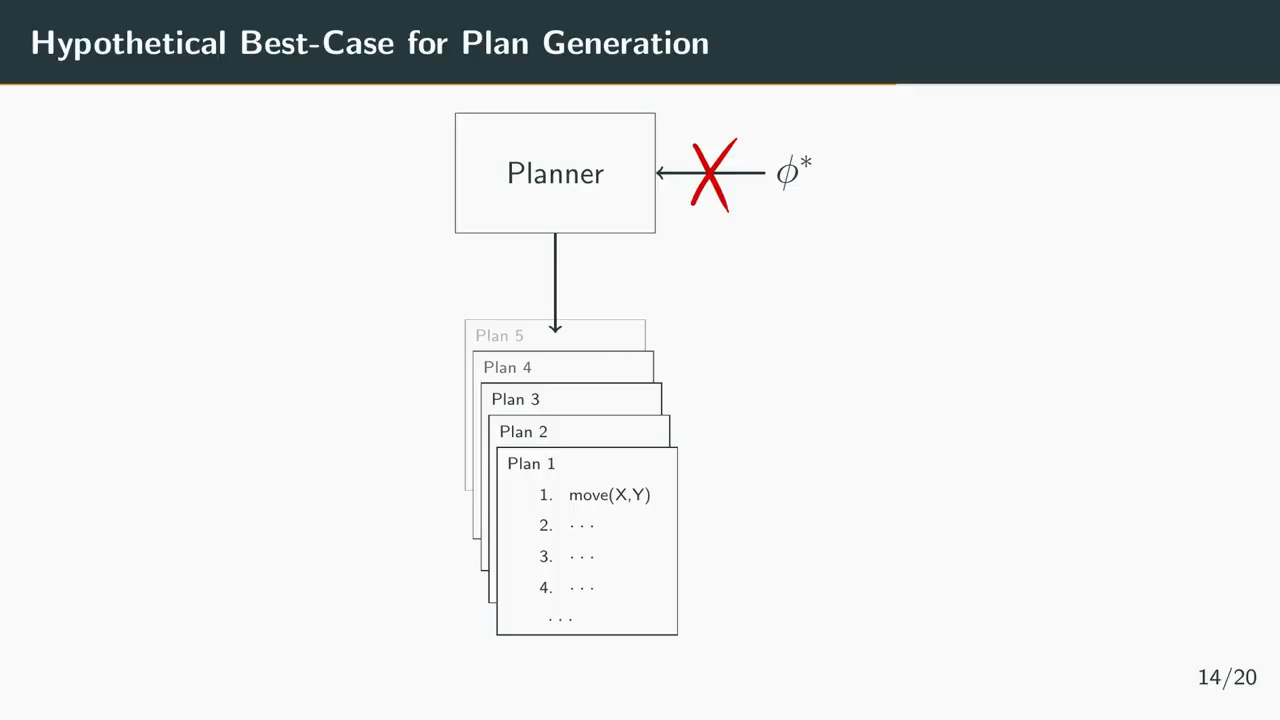 Hypothetical Best-Case for Plan Generation
Planner
ϕ*
Plan 5
Plan 4
Plan 3
Plan 2
Plan 1
1. move(X,Y)
2. · · ·
3. · · ·
4. · · ·
· · ·
14/20